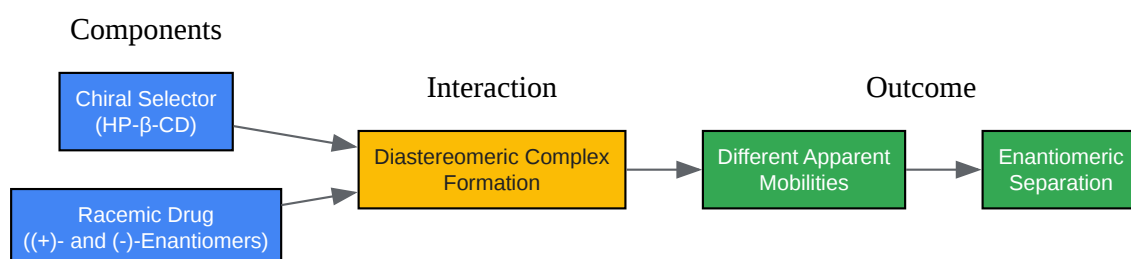 Components
Chiral Selector
(HP-β-CD)
Racemic Drug
((+)- and (-)-Enantiomers)
Interaction
Diastereomeric Complex
Formation
Outcome
Different Apparent
Mobilities
Enantiomeric
Separation